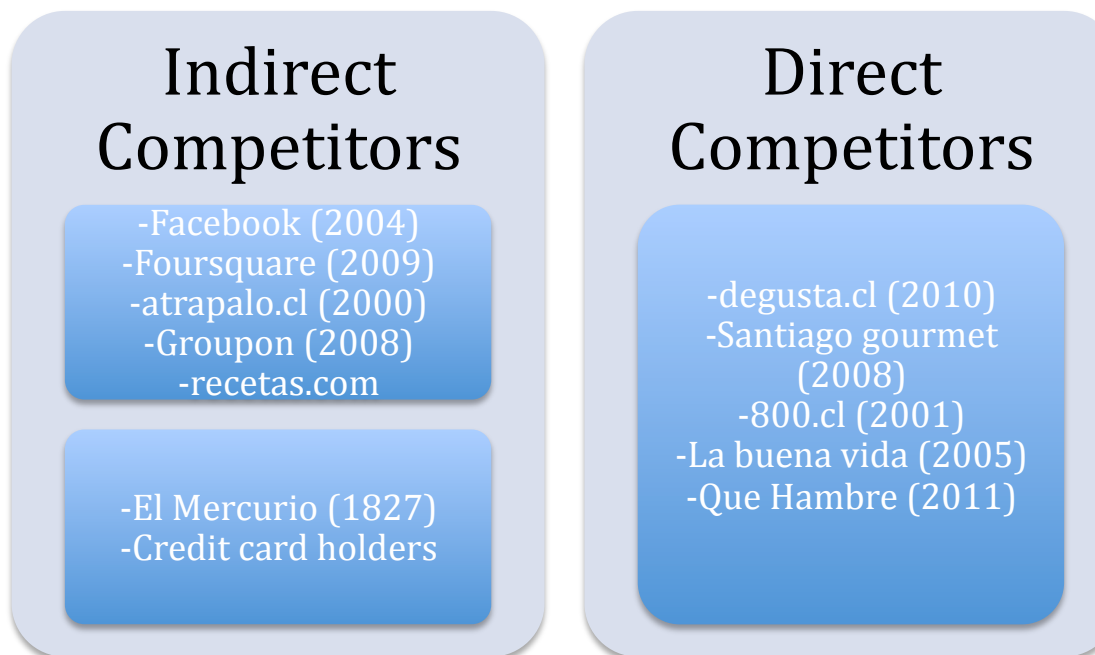 Indirect
Competitors
-Facebook (2004)
-Foursquare (2009)
-atrapalo.cl (2000)
-Groupon (2008)
-recetas.com
-El Mercurio (1827)
-Credit card holders
Direct
Competitors
-degusta.cl (2010)
-Santiago gourmet
(2008)
-800.cl (2001)
-La buena vida (2005)
-Que Hambre (2011)